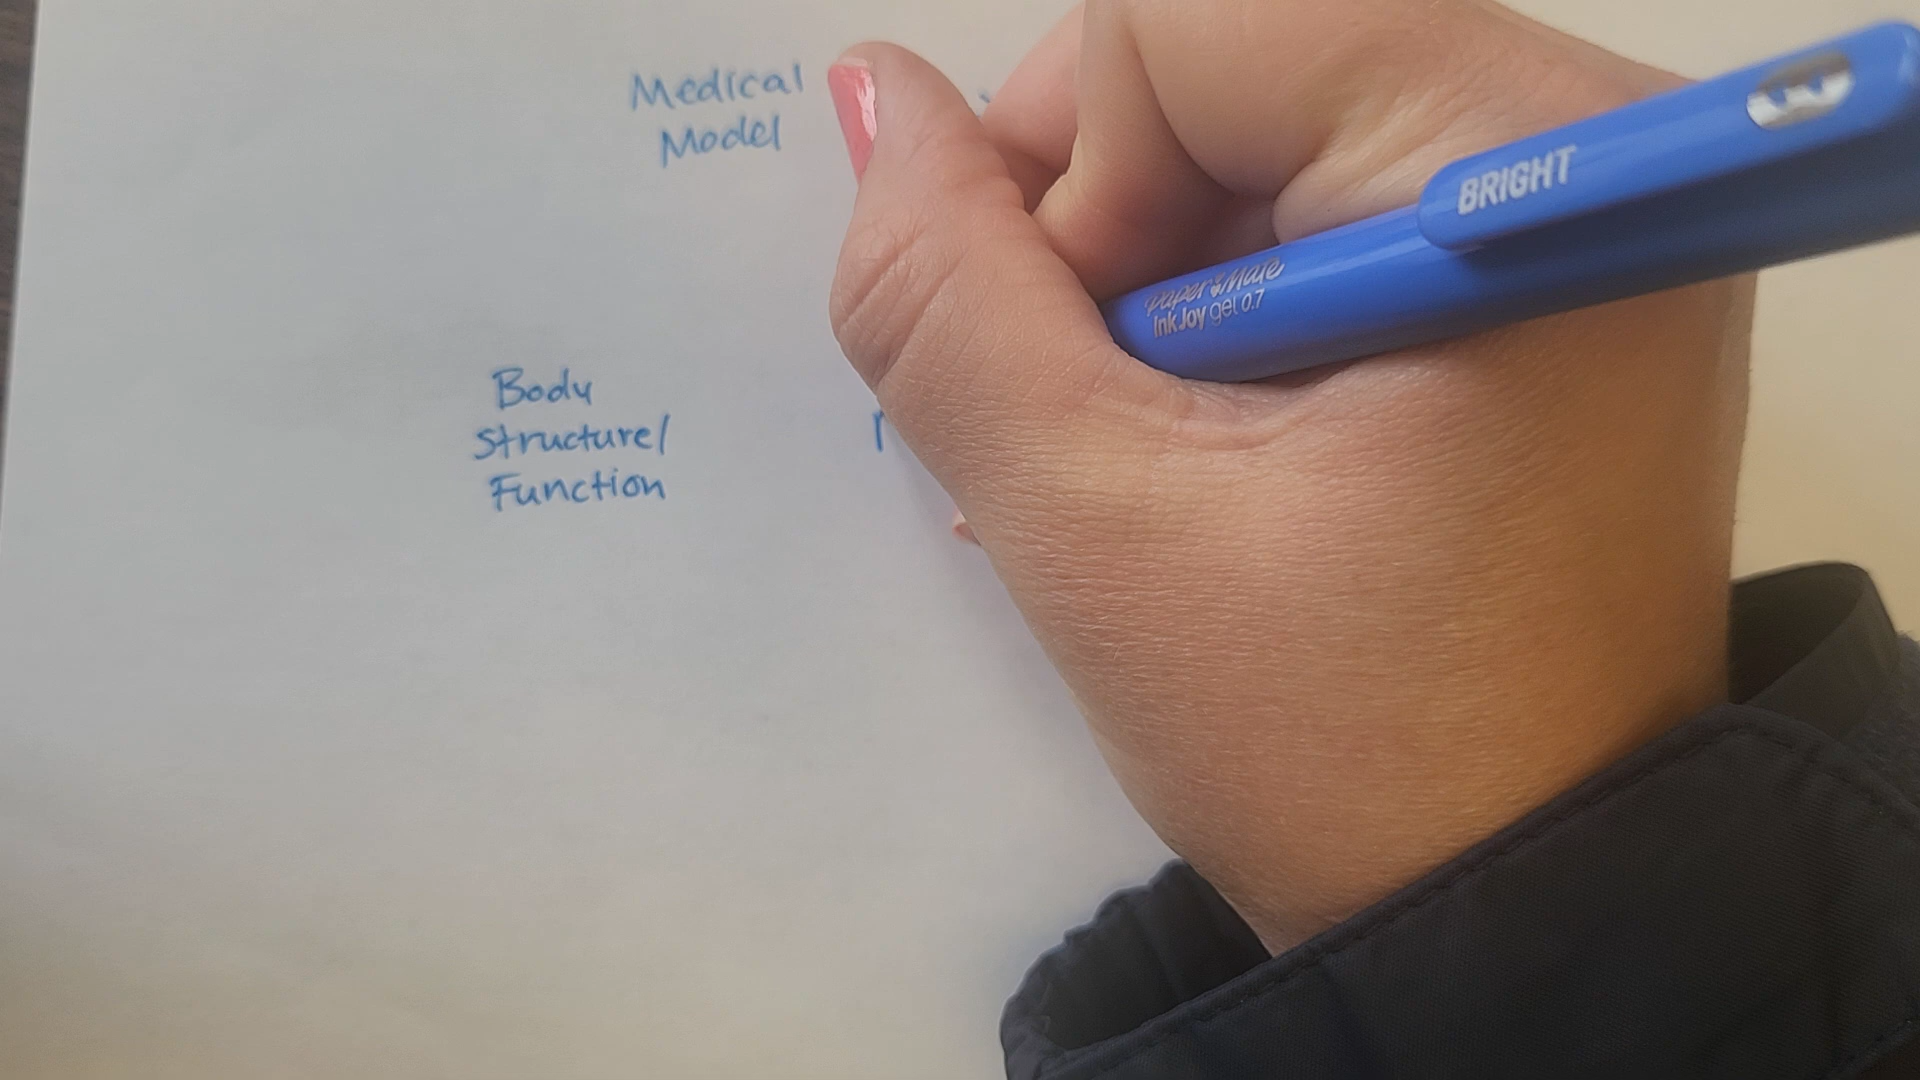 Medical
Model
Body
Structure/
Function
BRIGHT
Paper Mate
InkJoy gel 0.7